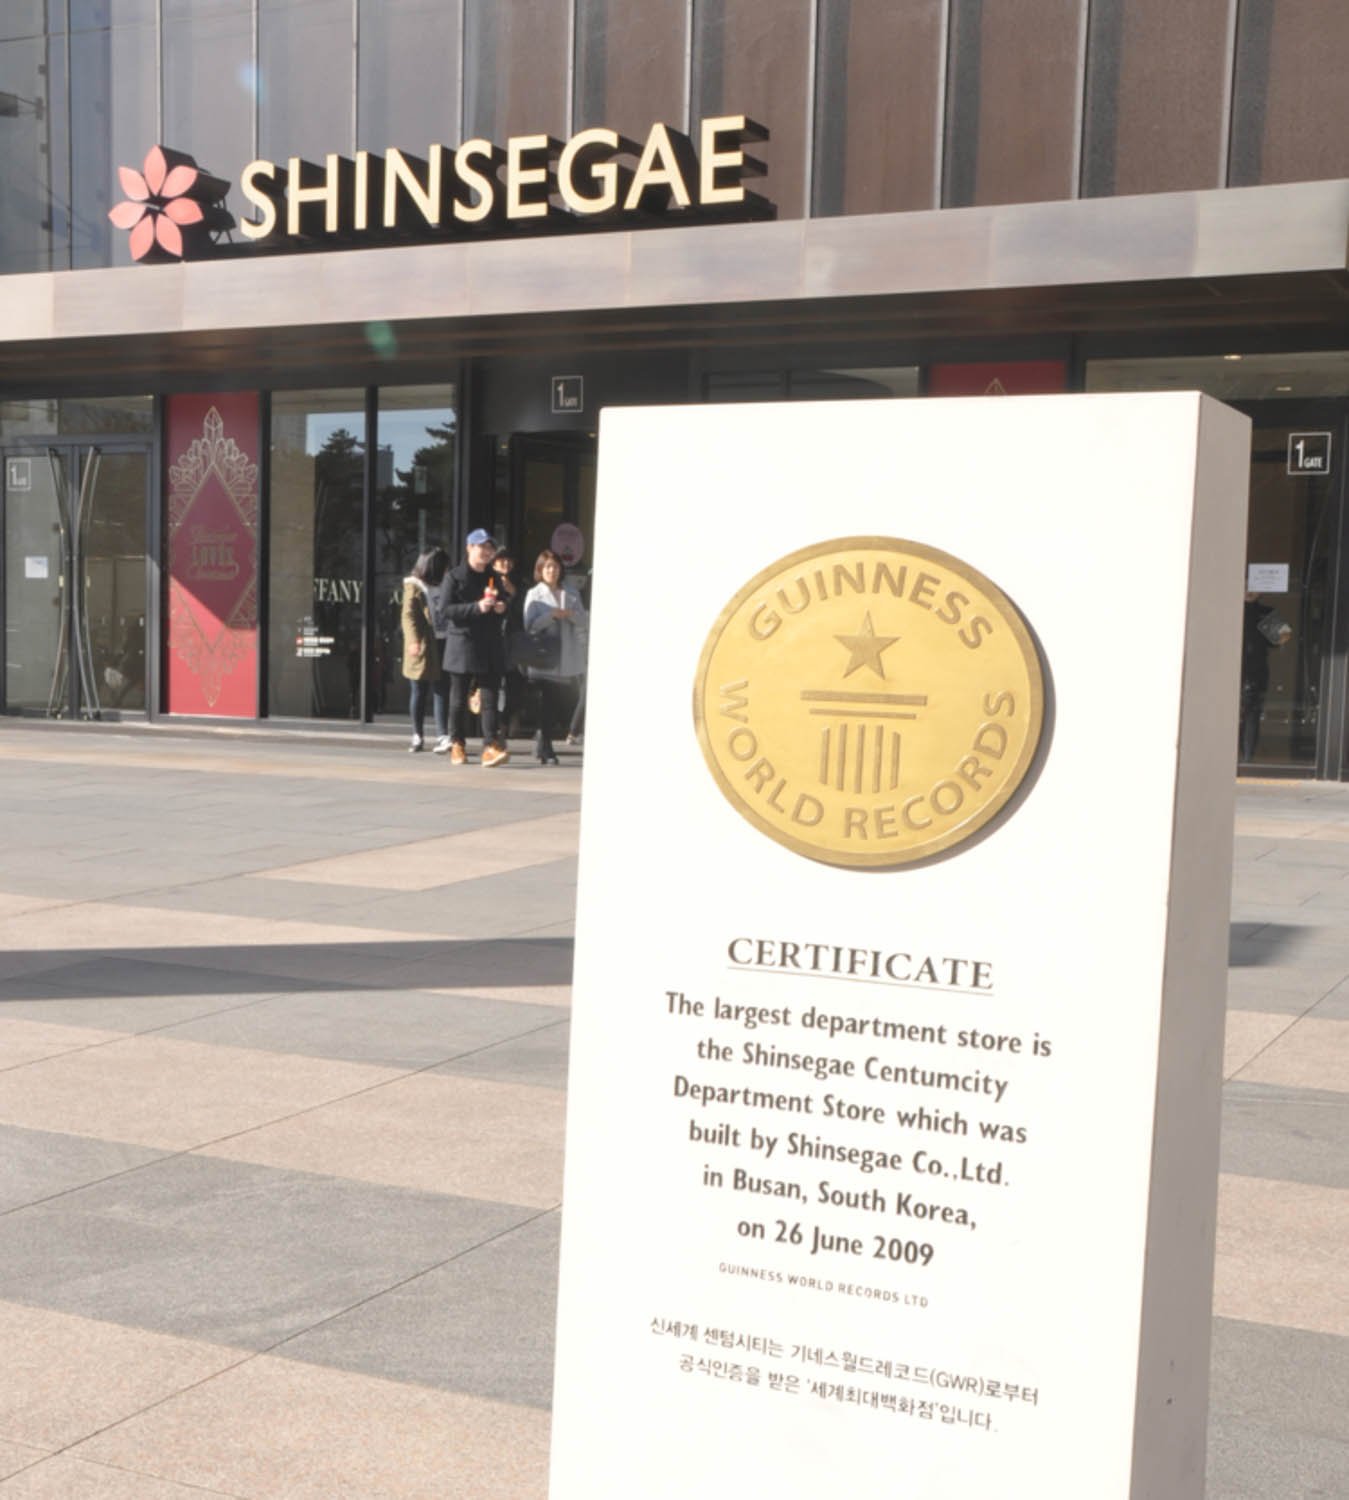 SHINSEGAE
1 GATE
1 GATE
FFANY
GUINNESS
WORLD RECORDS
CERTIFICATE
The largest department store is
the Shinsegae Centumcity
Department Store which was
built by Shinsegae Co.,Ltd.
in Busan, South Korea,
on 26 June 2009
GUINNESS WORLD RECORDS LTD
신세계 센텀시티는 기네스월드레코드(GWR)로부터
공식인증을 받은 '세계최대백화점'입니다.